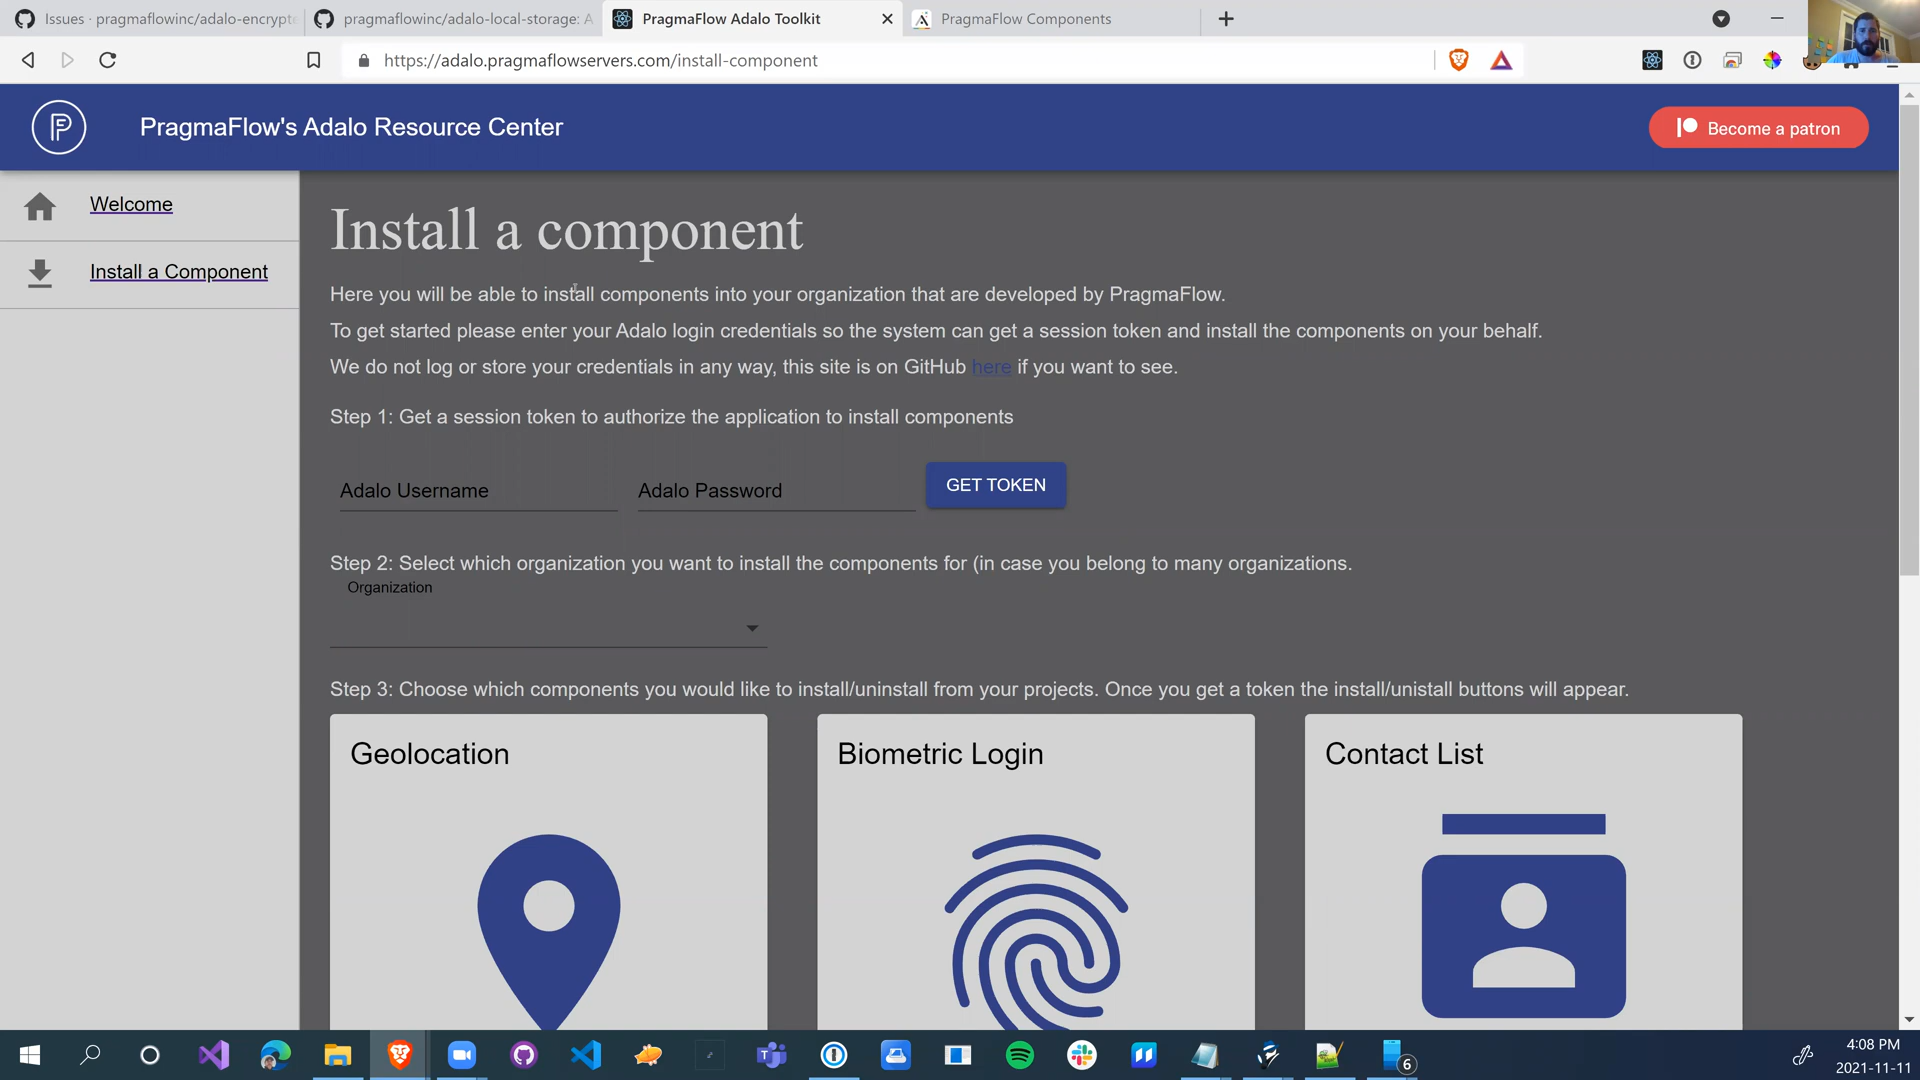 Issues · pragmaflowinc/adalo-encrypte
pragmaflowinc/adalo-local-storage: A
PragmaFlow Adalo Toolkit
PragmaFlow Components
https://adalo.pragmaflowservers.com/install-component
PragmaFlow's Adalo Resource Center
Become a patron
Welcome
Install a Component
Install a component
Here you will be able to install components into your organization that are developed by PragmaFlow.
To get started please enter your Adalo login credentials so the system can get a session token and install the components on your behalf.
We do not log or store your credentials in any way, this site is on GitHub here if you want to see.
Step 1: Get a session token to authorize the application to install components
Adalo Username
Adalo Password
GET TOKEN
Step 2: Select which organization you want to install the components for (in case you belong to many organizations.
Organization
Step 3: Choose which components you would like to install/uninstall from your projects. Once you get a token the install/unistall buttons will appear.
Geolocation
Biometric Login
Contact List
6
4:08 PM
2021-11-11